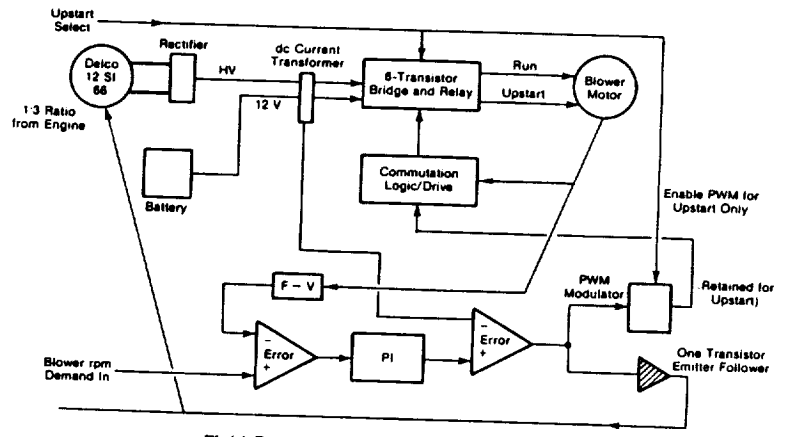 Upstart
Select
Rectifier
dc Current
Transformer
Delco
12 SI
66
HV
12 V
6-Transistor
Bridge and Relay
Run
Upstart
Blower
Motor
1·3 Ratio
from Engine
Battery
Commutation
Logic/Drive
Enable PWM for
Upstart Only
F – V
PWM
Modulator
Retained for
Upstart)
–
Error
+
PI
–
Error
+
Blower rpm
Demand In
One Transistor
Emitter Follower